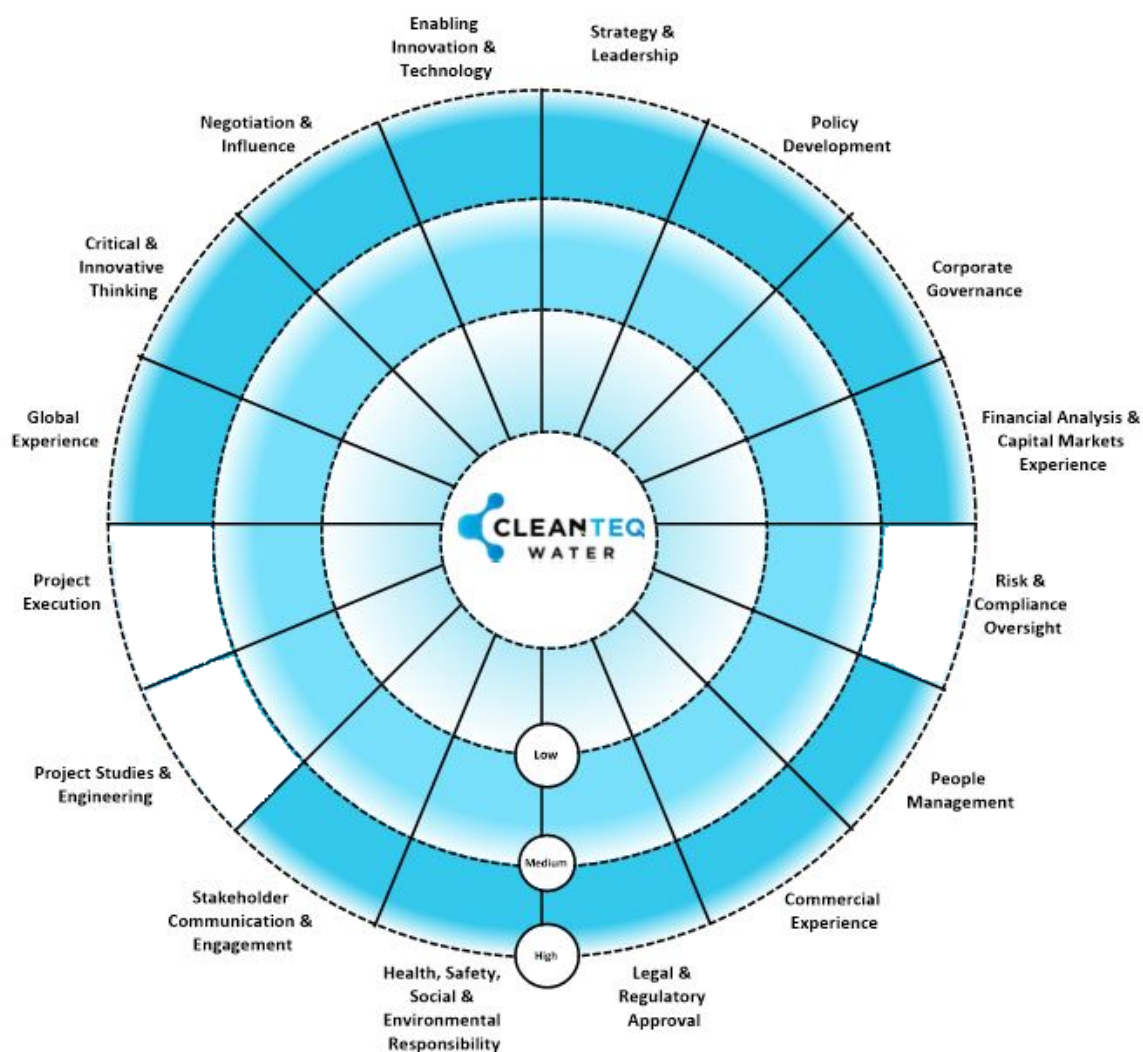 Enabling
Innovation &
Technology
Strategy &
Leadership
Policy
Development
Corporate
Governance
Financial Analysis &
Capital Markets
Experience
Risk &
Compliance
Oversight
People
Management
Commercial
Experience
Legal &
Regulatory
Approval
Health, Safety,
Social &
Environmental
Responsibility
Stakeholder
Communication &
Engagement
Project Studies &
Engineering
Project
Execution
Global
Experience
Critical &
Innovative
Thinking
Negotiation &
Influence
CLEANTEQ
WATER
Low
Medium
High